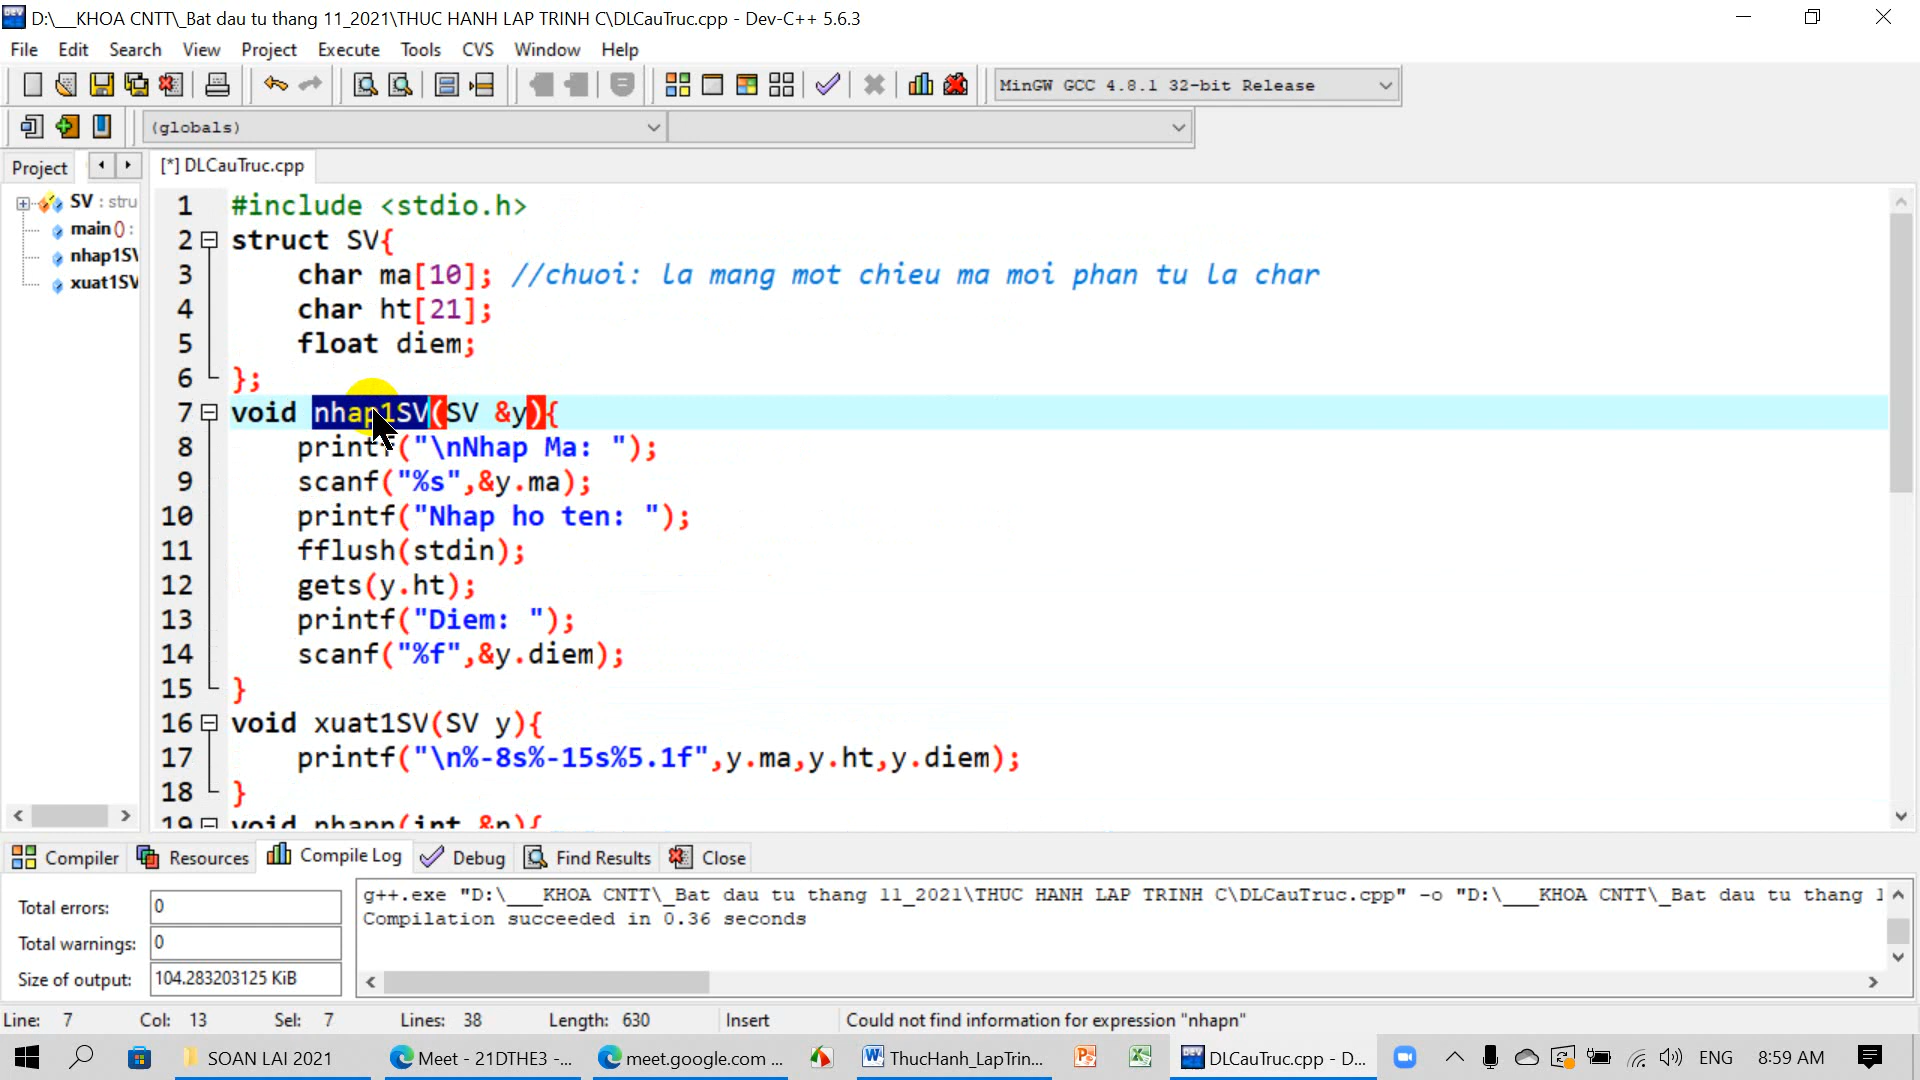 D:\___KHOA CNTT\_Bat dau tu thang 11_2021\THUC HANH LAP TRINH C\DLCauTruc.cpp - Dev-C++ 5.6.3
File Edit Search View Project Execute Tools CVS Window Help
MinGW GCC 4.8.1 32-bit Release
(globals)
Project [*] DLCauTruc.cpp
SV : stru
main() :
nhap1SV
xuat1SV
1 #include <stdio.h>
2 struct SV{
3 char ma[10]; //chuoi: la mang mot chieu ma moi phan tu la char
4 char ht[21];
5 float diem;
6 };
7 void nhap1SV(SV &y){
8 printf("\nNhap Ma: ");
9 scanf("%s",&y.ma);
10 printf("Nhap ho ten: ");
11 fflush(stdin);
12 gets(y.ht);
13 printf("Diem: ");
14 scanf("%f",&y.diem);
15 }
16 void xuat1SV(SV y){
17 printf("\n%-8s%-15s%5.1f",y.ma,y.ht,y.diem);
18 }
19 void nhapn(int &n){
Compiler Resources Compile Log Debug Find Results Close
Total errors: 0
Total warnings: 0
Size of output: 104.283203125 KiB
g++.exe "D:\___KHOA CNTT\_Bat dau tu thang 11_2021\THUC HANH LAP TRINH C\DLCauTruc.cpp" -o "D:\___KHOA CNTT\_Bat dau tu thang 1
Compilation succeeded in 0.36 seconds
Line: 7 Col: 13 Sel: 7 Lines: 38 Length: 630 Insert Could not find information for expression "nhapn"
SOAN LAI 2021 Meet - 21DTHE3 -... meet.google.com ... ThucHanh_LapTrin... DLCauTruc.cpp - D... ENG 8:59 AM